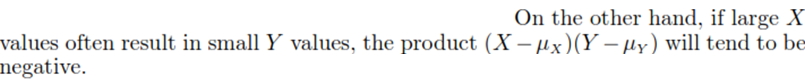 On the other hand, if large X
values often result in small Y values, the product (X − μ_X)(Y − μ_Y) will tend to be
negative.